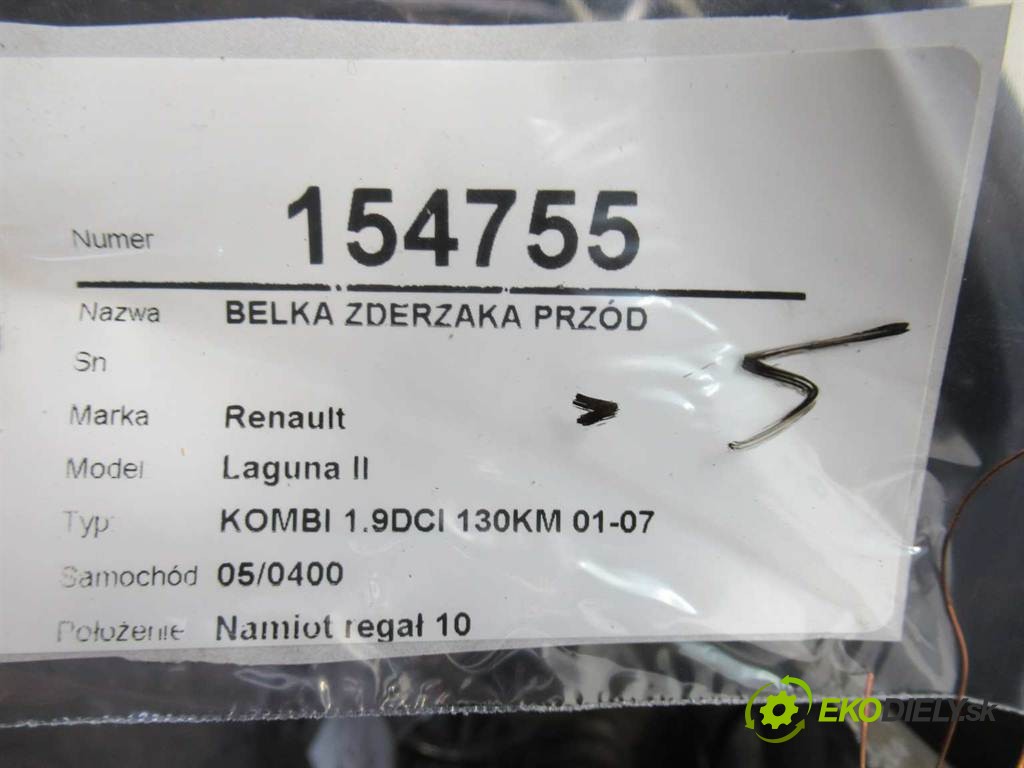 Numer 154755
Nazwa BELKA ZDERZAKA PRZÓD
Sn
Marka Renault
Model Laguna II
Typ: KOMBI 1.9DCI 130KM 01-07
Samochód 05/0400
Położenie Namiot regał 10
5
EKODIELY.SK